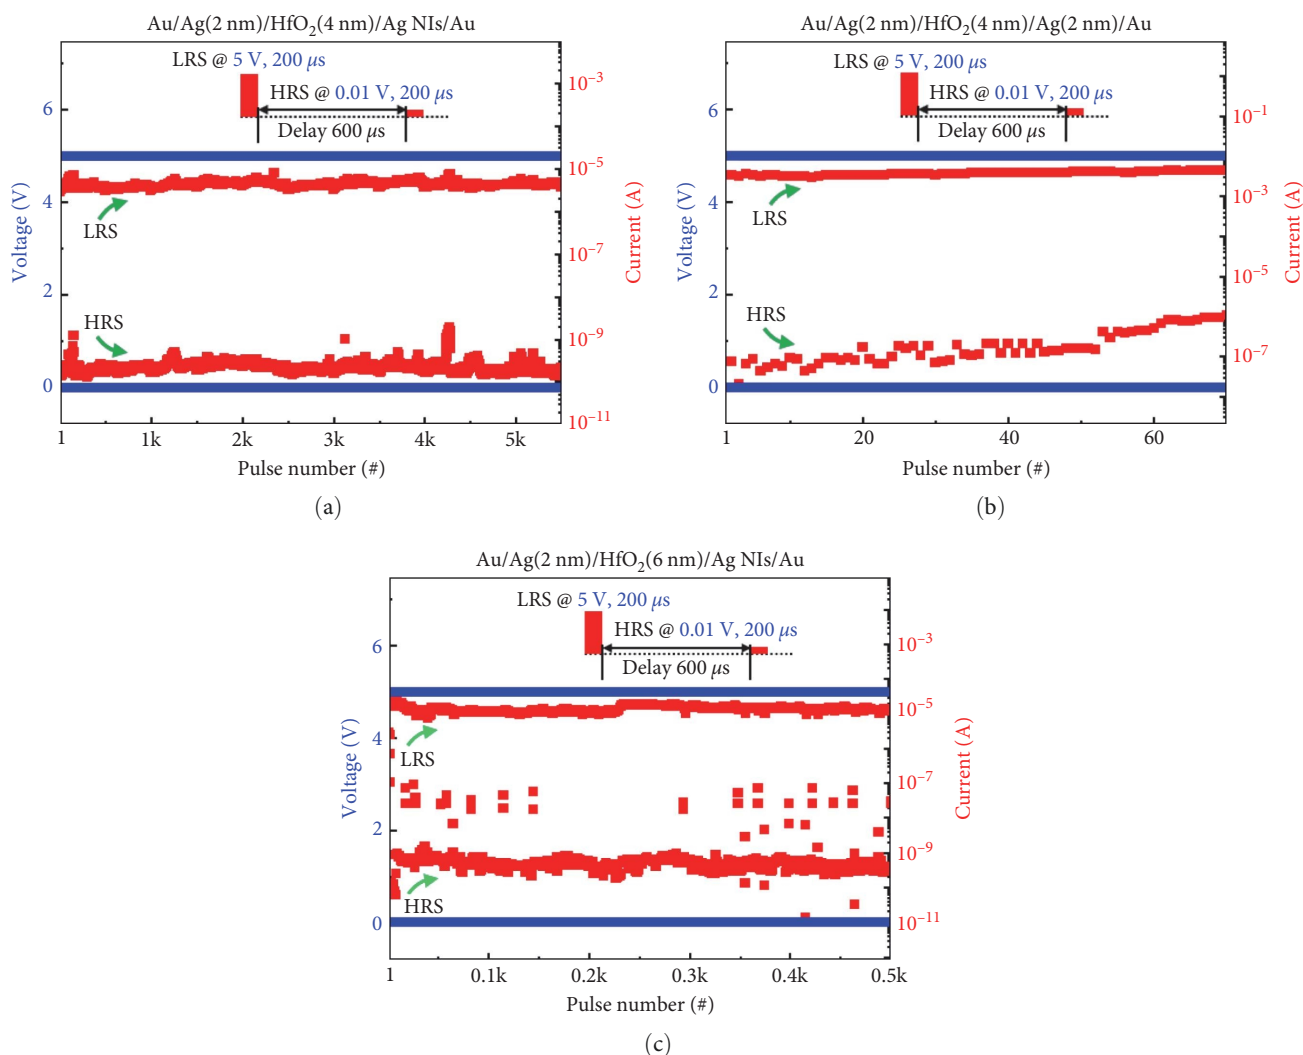 Au/Ag(2 nm)/HfO₂(4 nm)/Ag NIs/Au
LRS @ 5 V, 200 μs
HRS @ 0.01 V, 200 μs
Delay 600 μs
LRS
HRS
Voltage (V)
6
4
2
0
Current (A)
10⁻³
10⁻⁵
10⁻⁷
10⁻⁹
10⁻¹¹
1 1k 2k 3k 4k 5k
Pulse number (#)
(a)
Au/Ag(2 nm)/HfO₂(4 nm)/Ag(2 nm)/Au
LRS @ 5 V, 200 μs
HRS @ 0.01 V, 200 μs
Delay 600 μs
LRS
HRS
Voltage (V)
6
4
2
0
Current (A)
10⁻¹
10⁻³
10⁻⁵
10⁻⁷
1 20 40 60
Pulse number (#)
(b)
Au/Ag(2 nm)/HfO₂(6 nm)/Ag NIs/Au
LRS @ 5 V, 200 μs
HRS @ 0.01 V, 200 μs
Delay 600 μs
LRS
HRS
Voltage (V)
6
4
2
0
Current (A)
10⁻³
10⁻⁵
10⁻⁷
10⁻⁹
10⁻¹¹
1 0.1k 0.2k 0.3k 0.4k 0.5k
Pulse number (#)
(c)